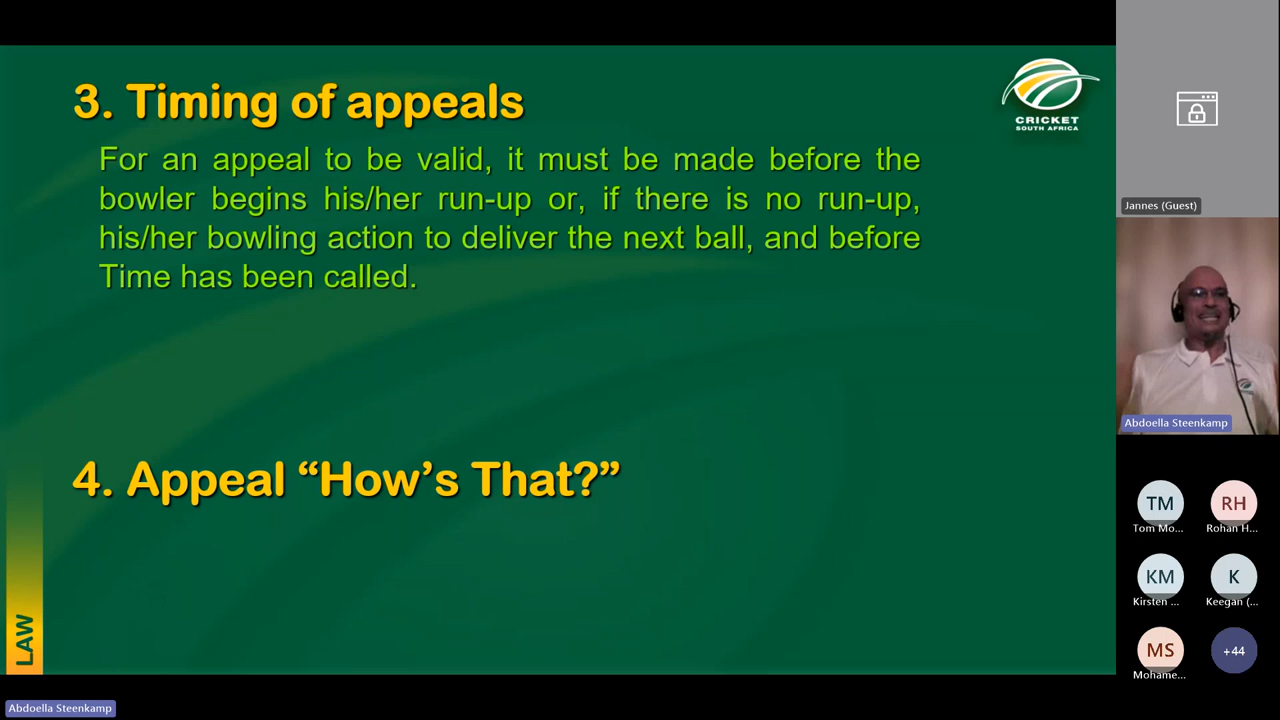 3. Timing of appeals
For an appeal to be valid, it must be made before the
bowler begins his/her run-up or, if there is no run-up,
his/her bowling action to deliver the next ball, and before
Time has been called.
4. Appeal “How’s That?”
LAW
CRICKET
SOUTH AFRICA
Jannes (Guest)
Abdoella Steenkamp
TM
Tom Mo...
RH
Rohan H...
KM
Kirsten ...
K
Keegan (...
MS
Mohame...
+44
Abdoella Steenkamp